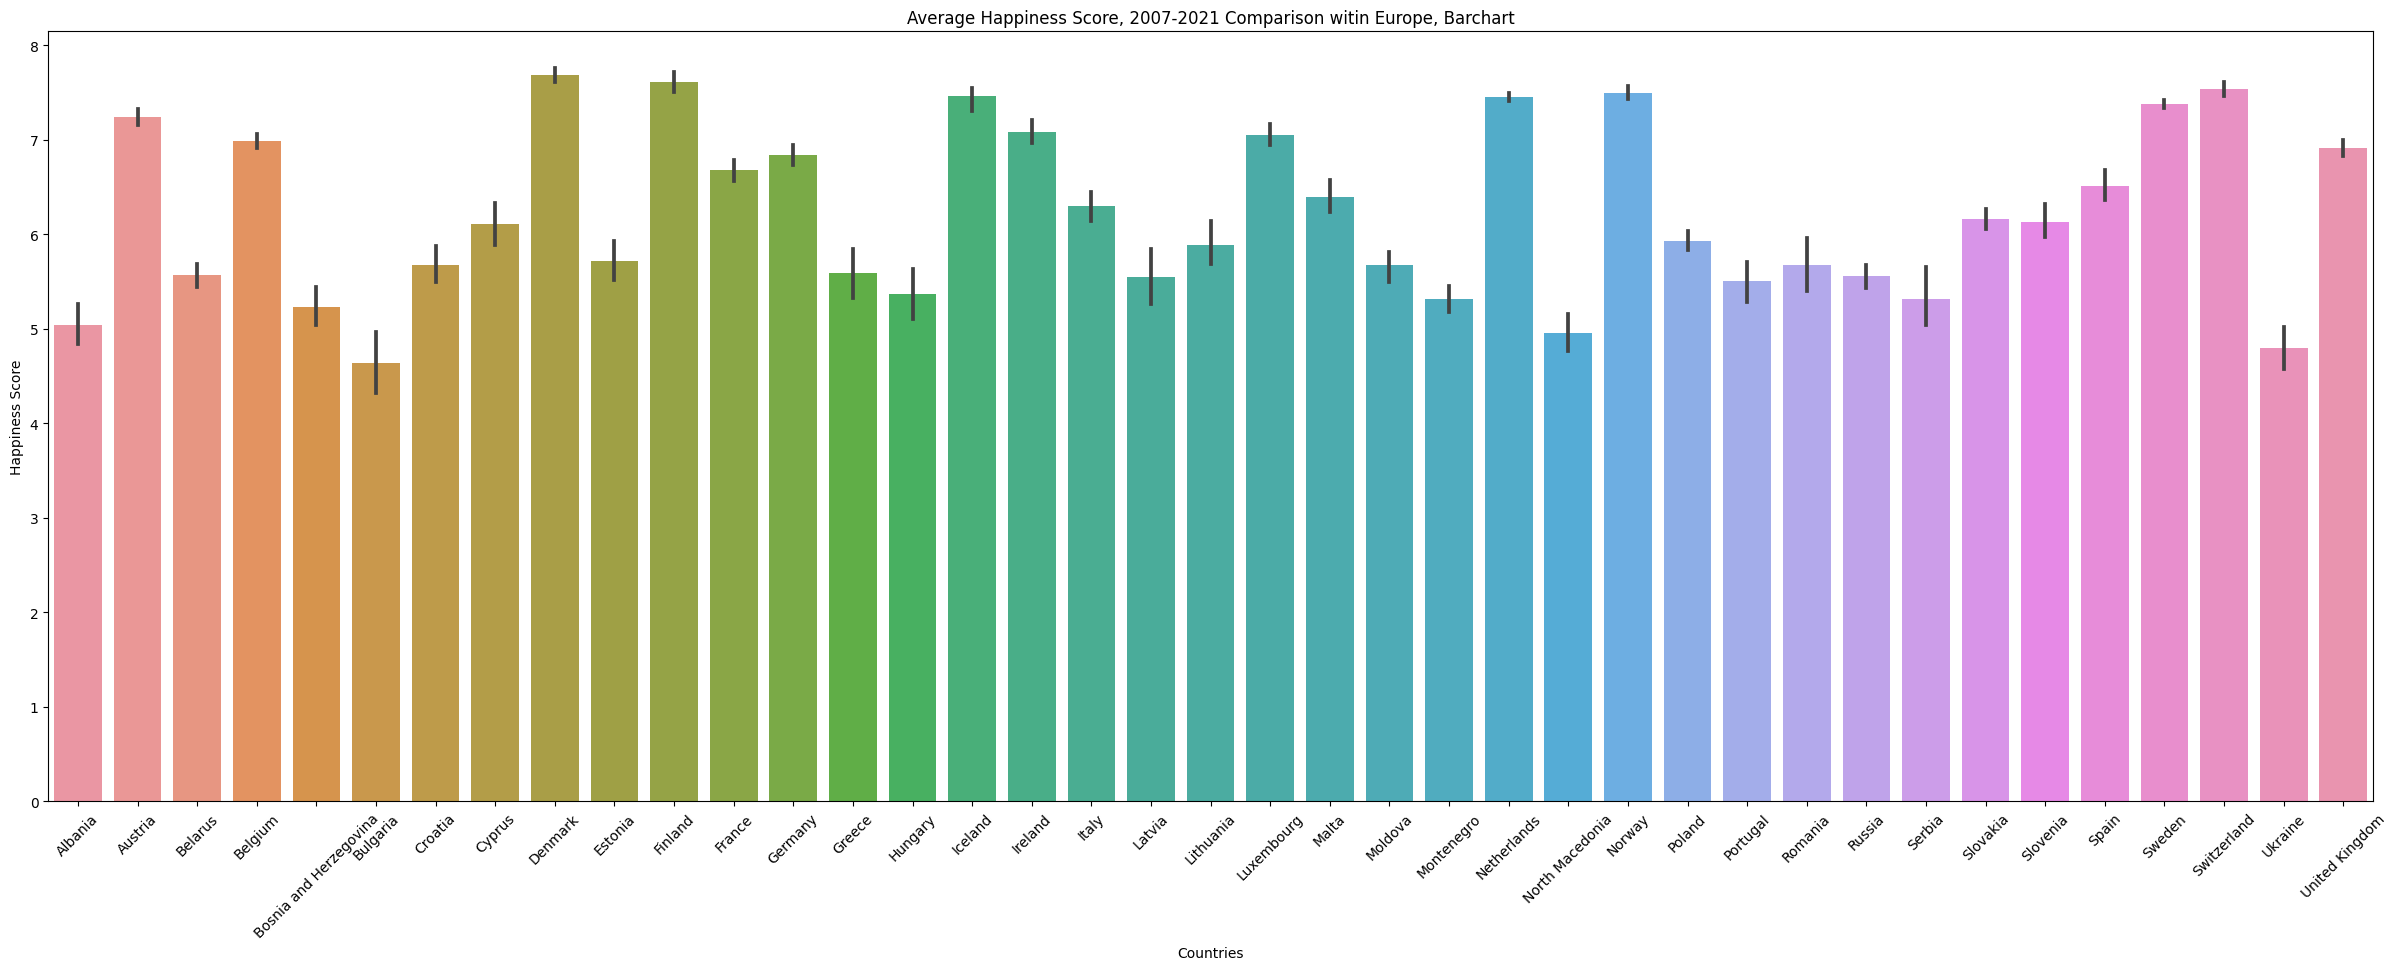 Average Happiness Score, 2007-2021 Comparison witin Europe, Barchart
Happiness Score
8
7
6
5
4
3
2
1
0
Albania
Austria
Belarus
Belgium
Bosnia and Herzegovina
Bulgaria
Croatia
Cyprus
Denmark
Estonia
Finland
France
Germany
Greece
Hungary
Iceland
Ireland
Italy
Latvia
Lithuania
Luxembourg
Malta
Moldova
Montenegro
Netherlands
North Macedonia
Norway
Poland
Portugal
Romania
Russia
Serbia
Slovakia
Slovenia
Spain
Sweden
Switzerland
Ukraine
United Kingdom
Countries